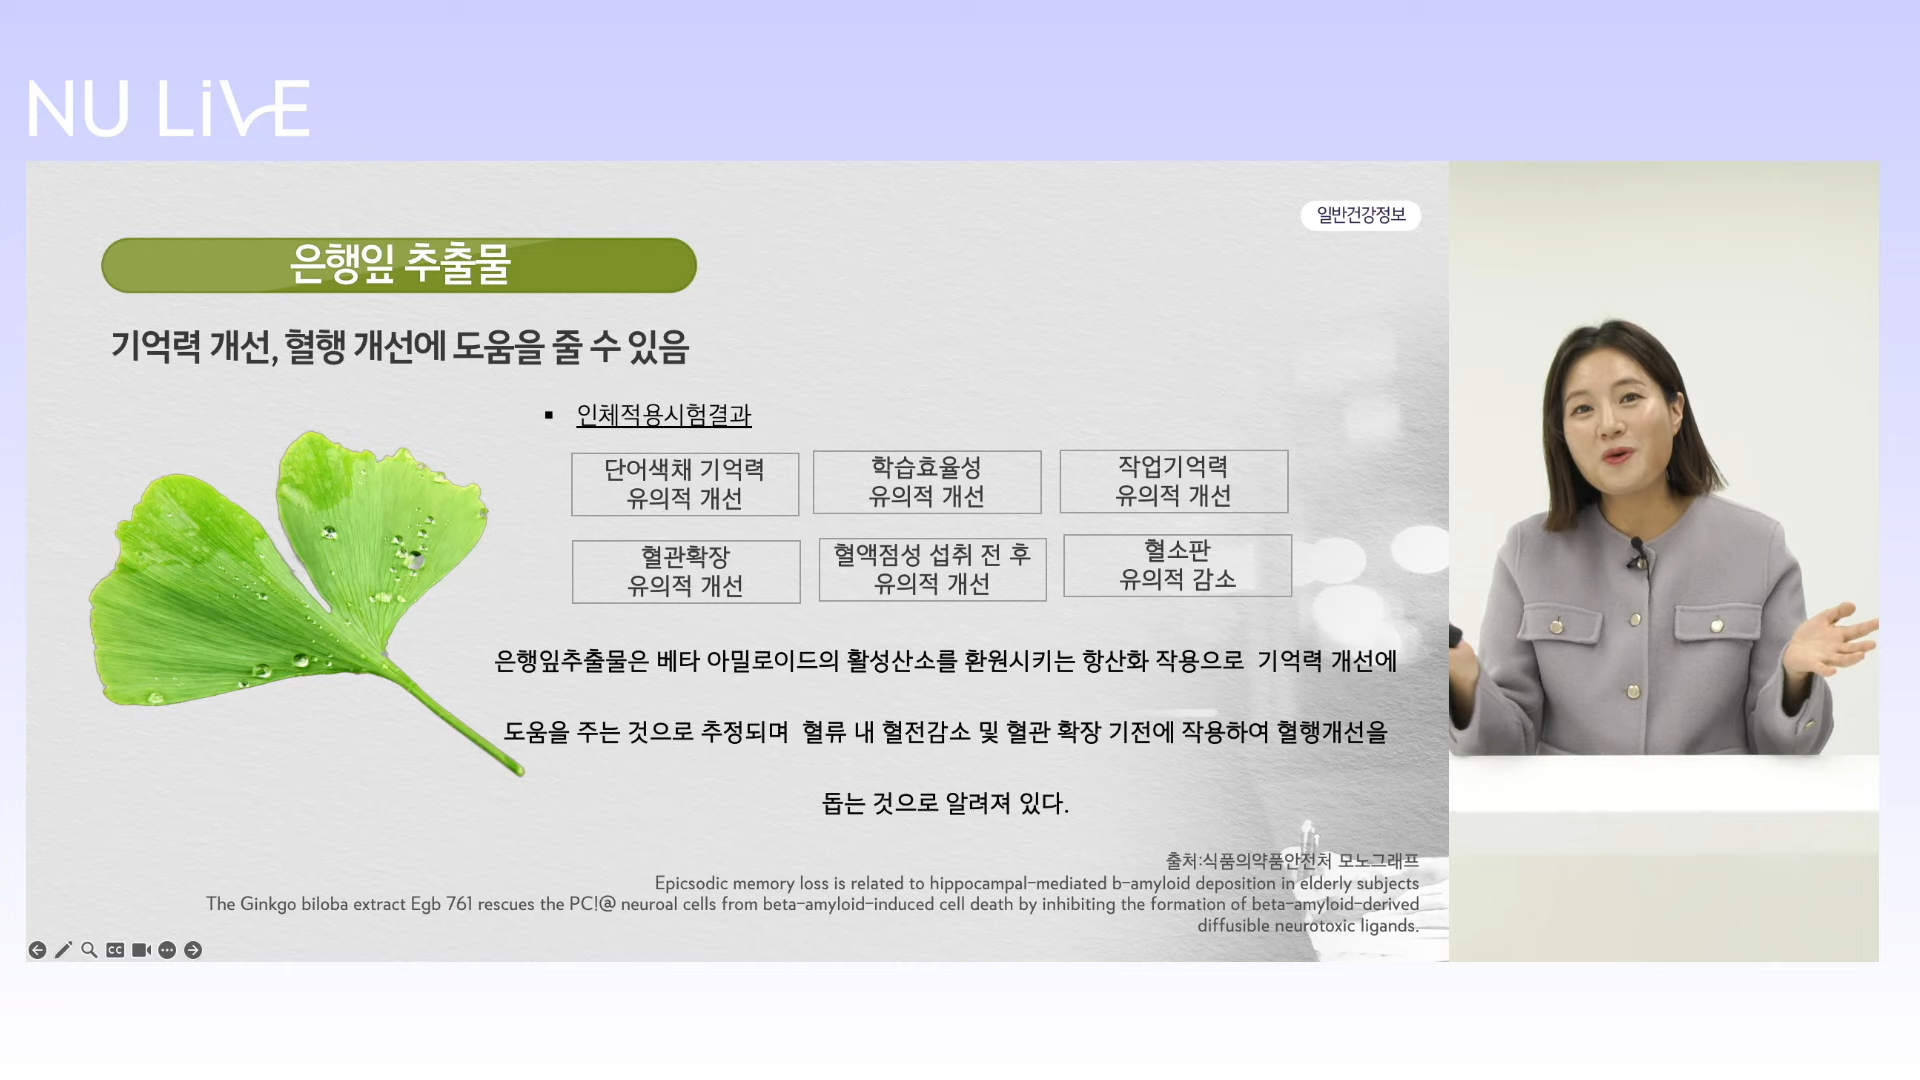 NU LiVE
일반건강정보
은행잎 추출물
기억력 개선, 혈행 개선에 도움을 줄 수 있음
▪ 인체적용시험결과
단어색채 기억력
유의적 개선
학습효율성
유의적 개선
작업기억력
유의적 개선
혈관확장
유의적 개선
혈액점성 섭취 전 후
유의적 개선
혈소판
유의적 감소
은행잎추출물은 베타 아밀로이드의 활성산소를 환원시키는 항산화 작용으로 기억력 개선에
도움을 주는 것으로 추정되며 혈류 내 혈전감소 및 혈관 확장 기전에 작용하여 혈행개선을
돕는 것으로 알려져 있다.
출처:식품의약품안전처 모노그래프
Epicsodic memory loss is related to hippocampal-mediated b-amyloid deposition in elderly subjects
The Ginkgo biloba extract Egb 761 rescues the PC!@ neuroal cells from beta-amyloid-induced cell death by inhibiting the formation of beta-amyloid-derived
diffusible neurotoxic ligands.
CC